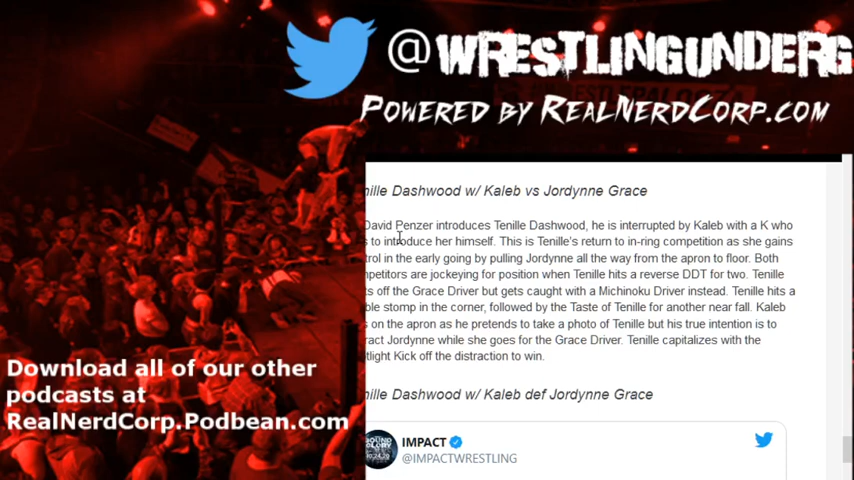 @WRESTLINGUNDERG
POWERED BY REALNERDCORP.COM
nille Dashwood w/ Kaleb vs Jordynne Grace
David Penzer introduces Tenille Dashwood, he is interrupted by Kaleb with a K who
s to introduce her himself. This is Tenille's return to in-ring competition as she gains
trol in the early going by pulling Jordynne all the way from the apron to floor. Both
mpetitors are jockeying for position when Tenille hits a reverse DDT for two. Tenille
ts off the Grace Driver but gets caught with a Michinoku Driver instead. Tenille hits a
ble stomp in the corner, followed by the Taste of Tenille for another near fall. Kaleb
s on the apron as he pretends to take a photo of Tenille but his true intention is to
ract Jordynne while she goes for the Grace Driver. Tenille capitalizes with the
tlight Kick off the distraction to win.
nille Dashwood w/ Kaleb def Jordynne Grace
Download all of our other
podcasts at
RealNerdCorp.Podbean.com
IMPACT
@IMPACTWRESTLING